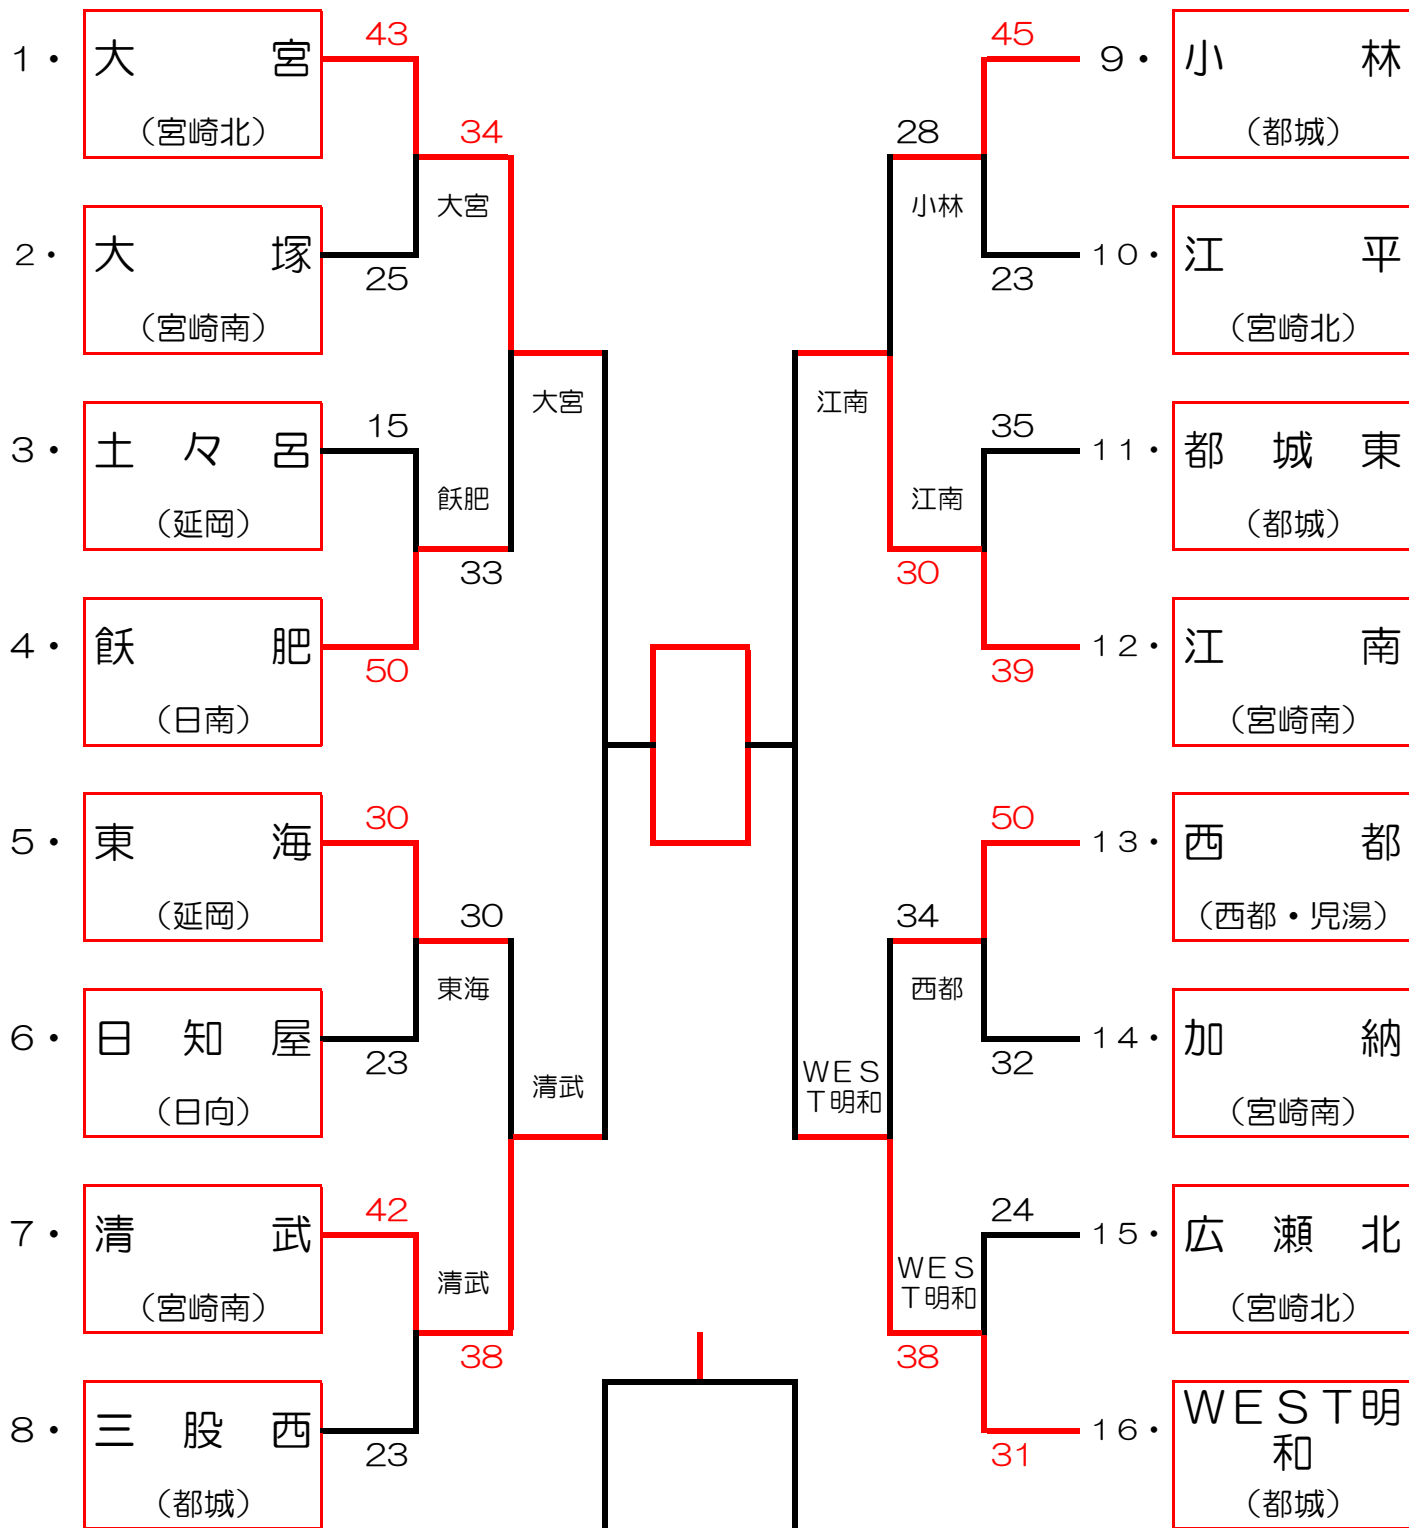 1・ 大宮
(宮崎北)
43
34
大宮
2・ 大塚
(宮崎南)
25
大宮
3・ 土々呂
(延岡)
15
飫肥
33
4・ 飫肥
(日南)
50
5・ 東海
(延岡)
30
30
東海
6・ 日知屋
(日向)
23
清武
7・ 清武
(宮崎南)
42
清武
38
8・ 三股西
(都城)
23
45
9・ 小林
(都城)
28
小林
10・ 江平
(宮崎北)
23
江南
35
11・ 都城東
(都城)
江南
30
12・ 江南
(宮崎南)
39
50
13・ 西都
(西都・児湯)
34
西都
14・ 加納
(宮崎南)
32
WES
T明和
24
15・ 広瀬北
(宮崎北)
WES
T明和
38
16・ WEST明
和
(都城)
31